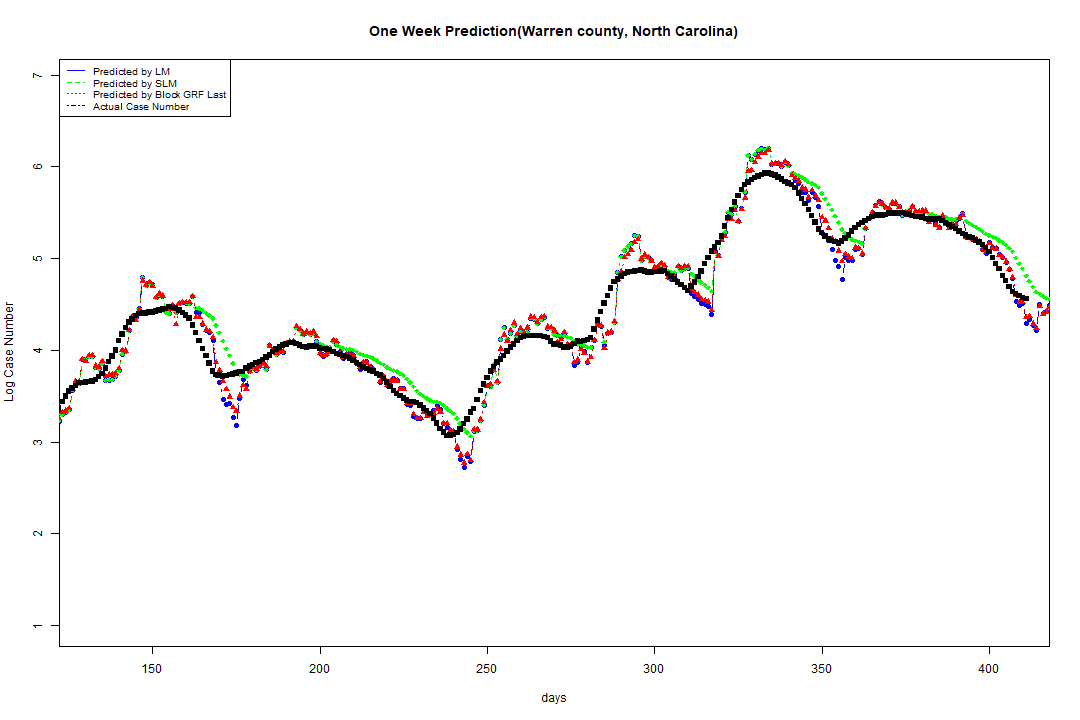 One Week Prediction(Warren county, North Carolina)
Predicted by LM
Predicted by SLM
Predicted by Block GRF Last
Actual Case Number
7
6
5
4
3
2
1
Log Case Number
150 200 250 300 350 400
days